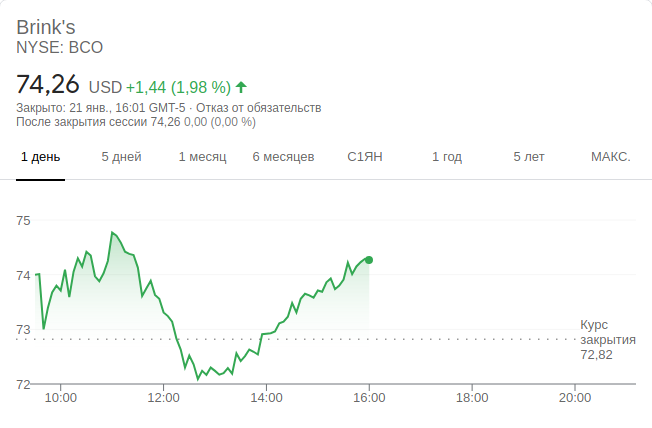 Brink's
NYSE: BCO
74,26 USD +1,44 (1,98 %)
Закрыто: 21 янв., 16:01 GMT-5 · Отказ от обязательств
После закрытия сессии 74,26 0,00 (0,00 %)
1 день 5 дней 1 месяц 6 месяцев С1ЯН 1 год 5 лет МАКС.
75
74
73
Курс
закрытия
72,82
72
10:00 12:00 14:00 16:00 18:00 20:00